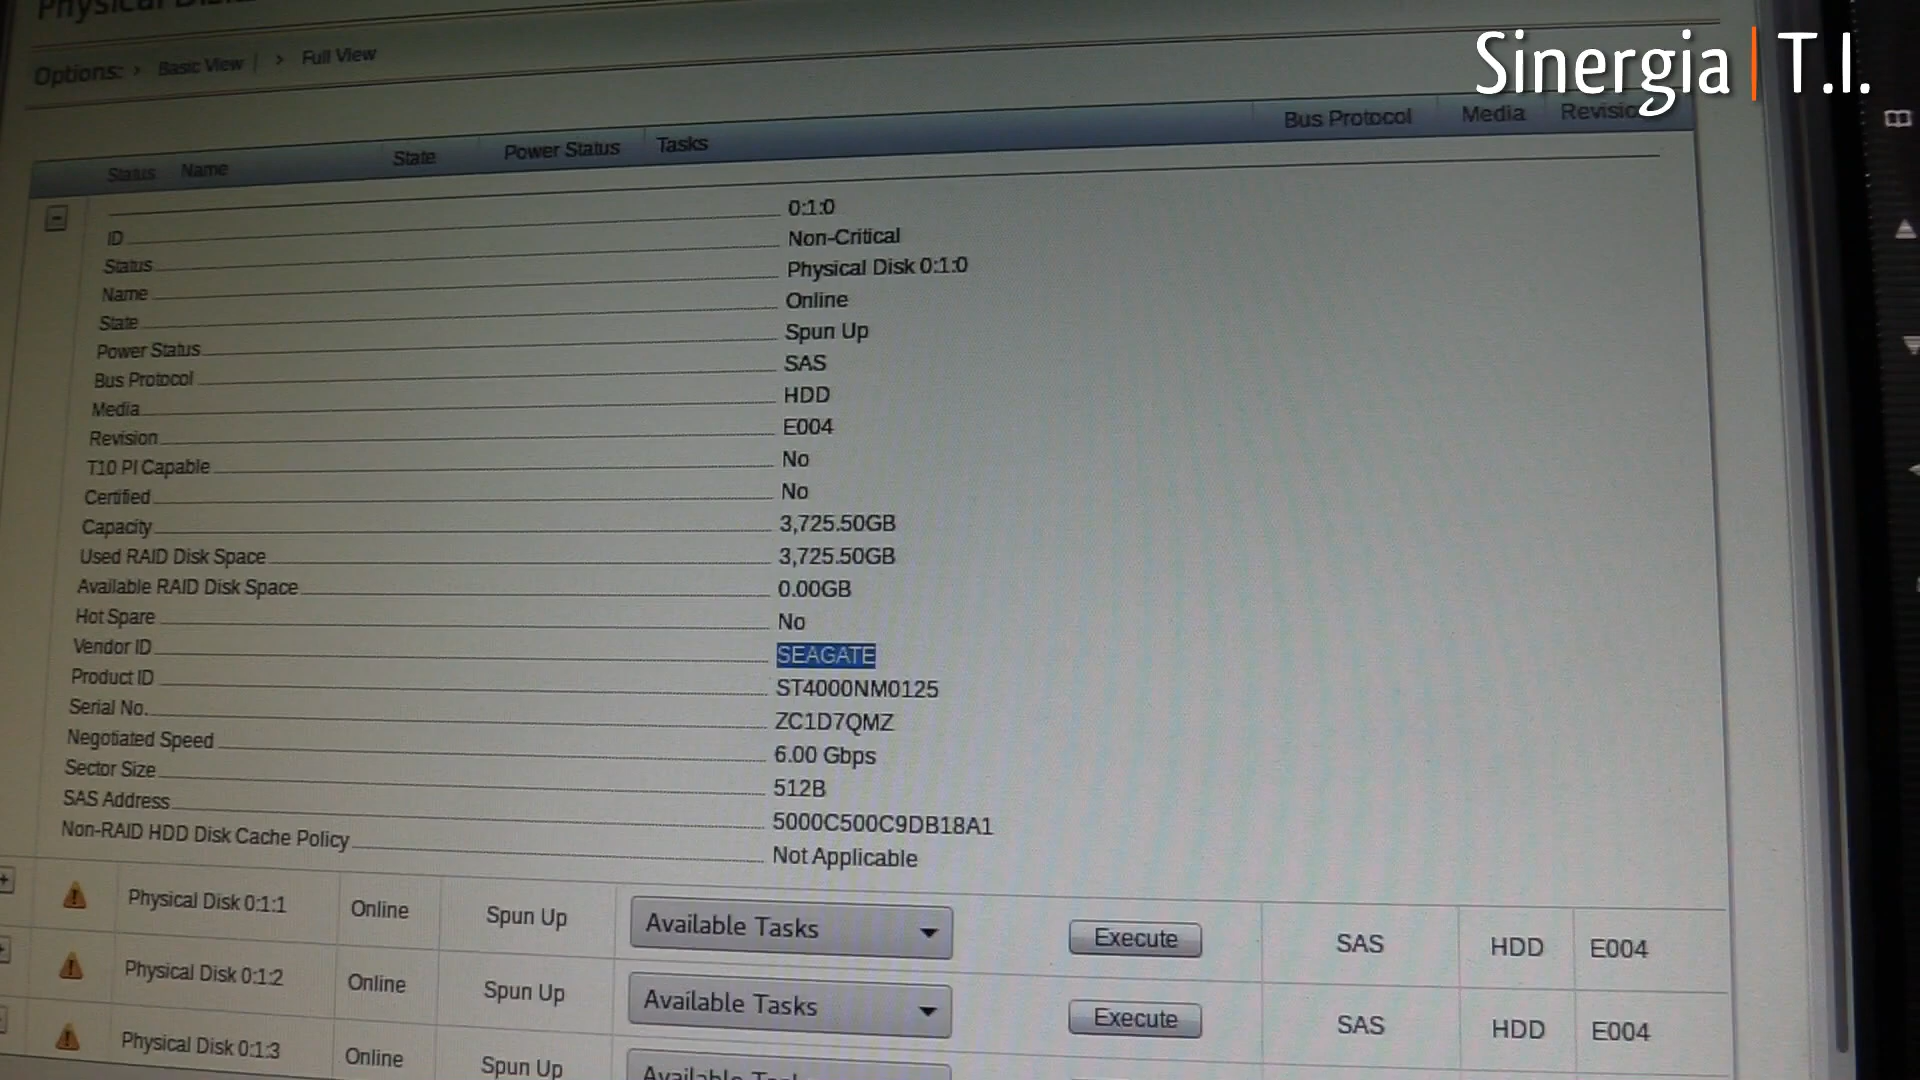 Physical Disk
Sinergia | T.I.
Options: › Basic View | › Full View
Status Name State Power Status Tasks Bus Protocol Media Revision
ID 0:1:0
Status Non-Critical
Name Physical Disk 0:1:0
State Online
Power Status Spun Up
Bus Protocol SAS
Media HDD
Revision E004
T10 PI Capable No
Certified No
Capacity 3,725.50GB
Used RAID Disk Space 3,725.50GB
Available RAID Disk Space 0.00GB
Hot Spare No
Vendor ID SEAGATE
Product ID ST4000NM0125
Serial No. ZC1D7QMZ
Negotiated Speed 6.00 Gbps
Sector Size 512B
SAS Address 5000C500C9DB18A1
Non-RAID HDD Disk Cache Policy Not Applicable
Physical Disk 0:1:1 Online Spun Up Available Tasks Execute SAS HDD E004
Physical Disk 0:1:2 Online Spun Up Available Tasks Execute SAS HDD E004
Physical Disk 0:1:3 Online Spun Up Available